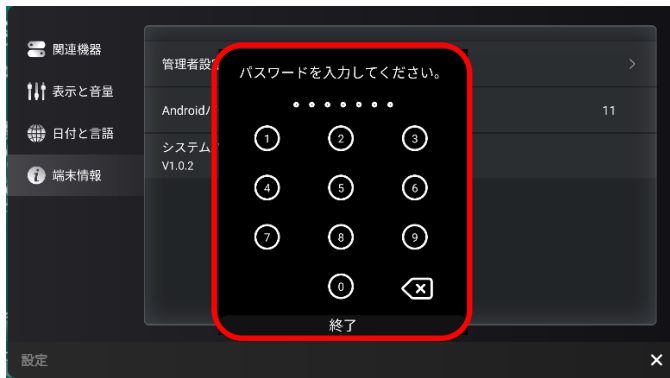 関連機器
表示と音量
日付と言語
端末情報
管理者設
Android
11
システム
V1.0.2
パスワードを入力してください。
1 2 3
4 5 6
7 8 9
0
終了
設定